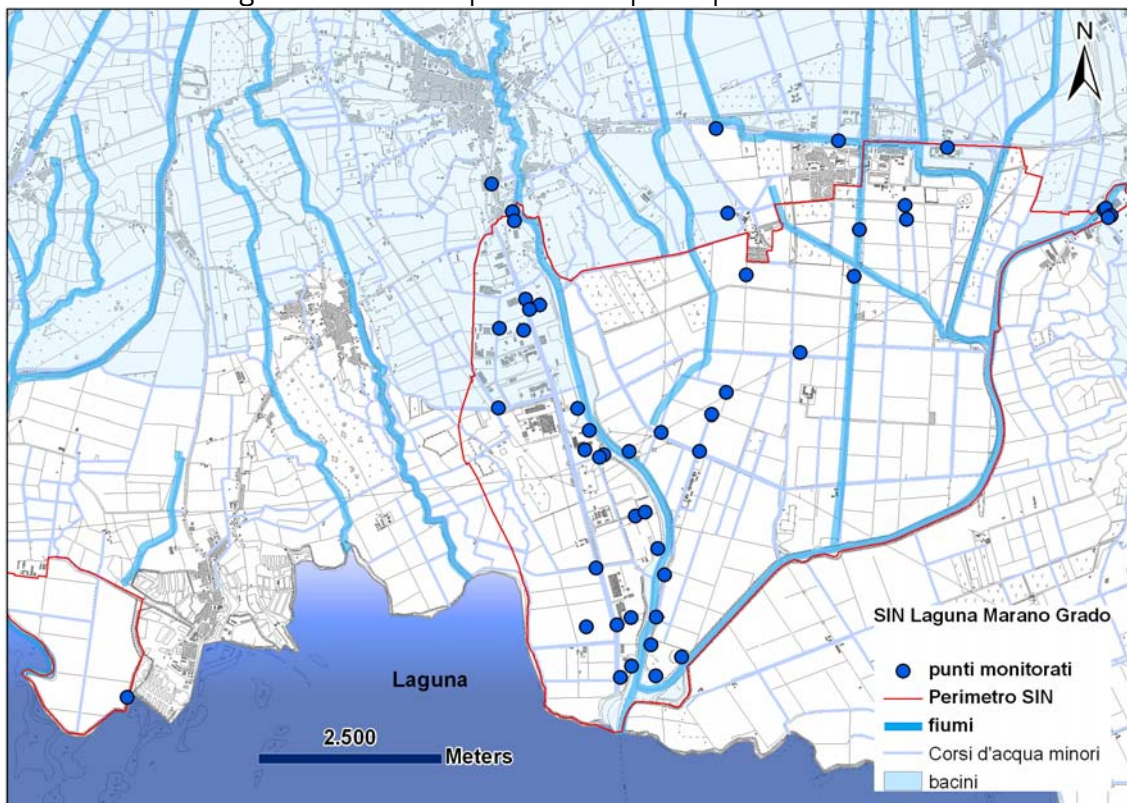 N
SIN Laguna Marano Grado
punti monitorati
Perimetro SIN
fiumi
Corsi d'acqua minori
bacini
Laguna
2.500
Meters